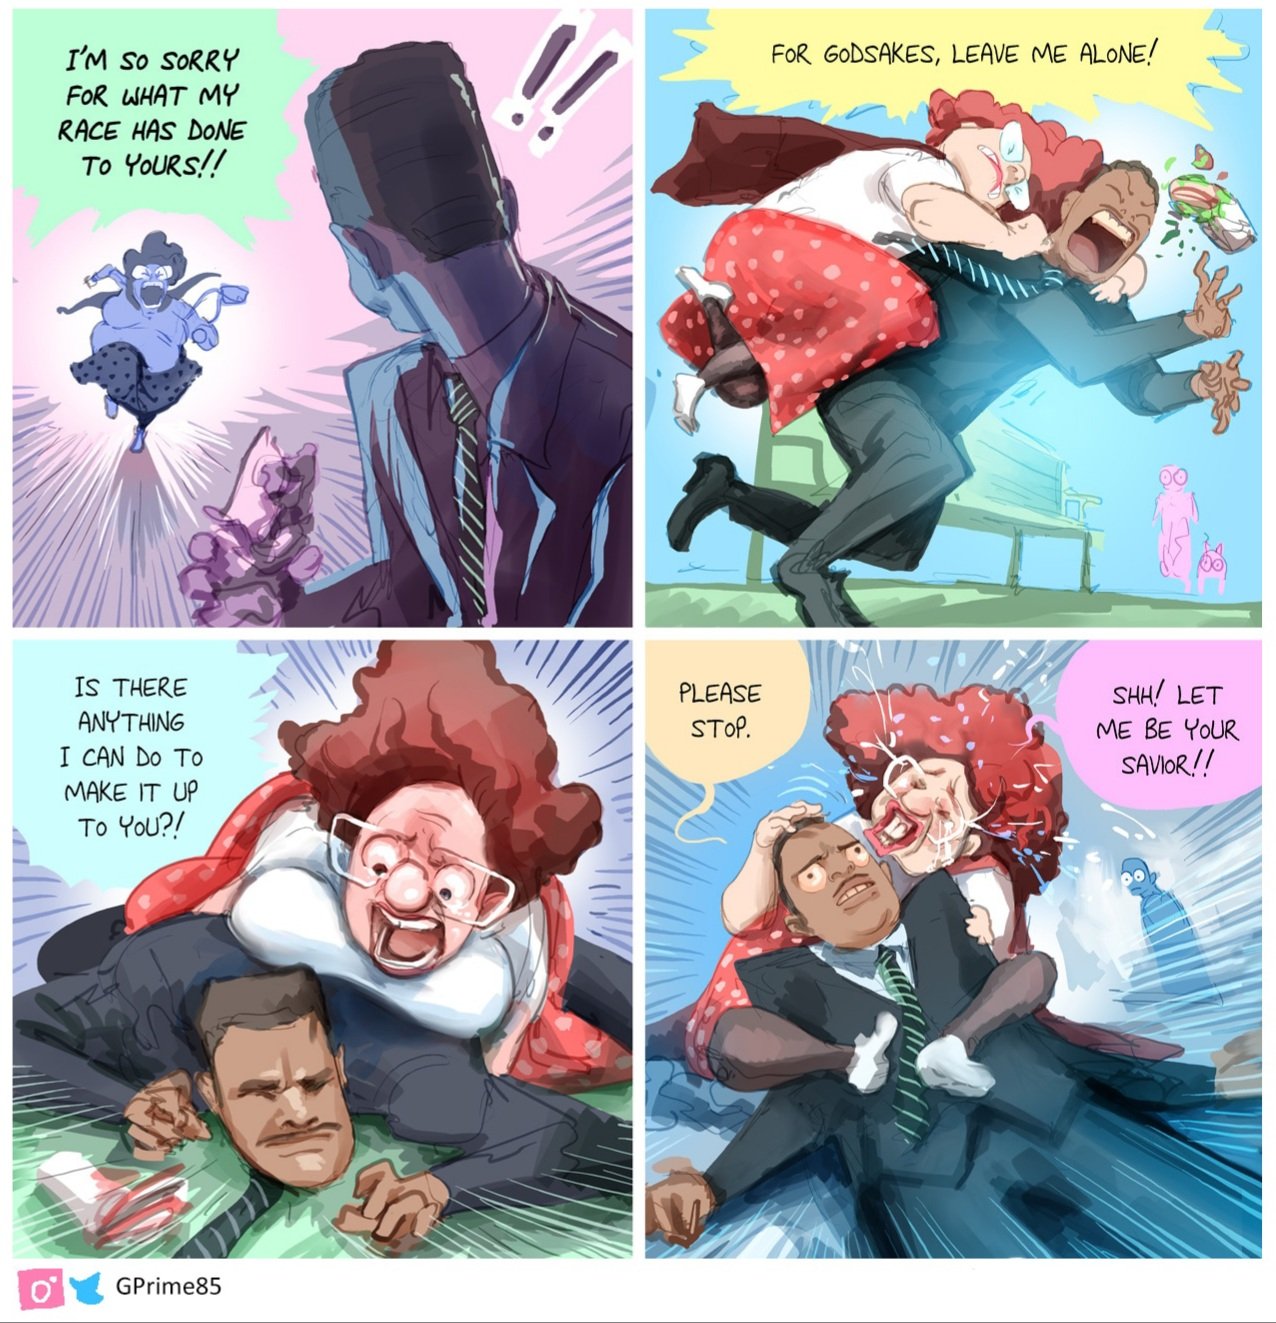 I'M SO SORRY
FOR WHAT MY
RACE HAS DONE
TO YOURS!!
!!
FOR GODSAKES, LEAVE ME ALONE!
IS THERE
ANYTHING
I CAN DO TO
MAKE IT UP
TO YOU?!
PLEASE
STOP.
SHH! LET
ME BE YOUR
SAVIOR!!
GPrime85